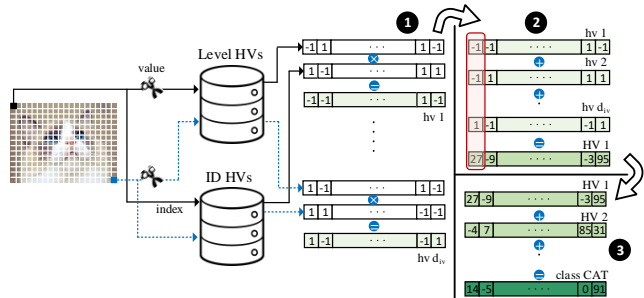 value
index
Level HVs
ID HVs
1
-1 1 · · · 1 -1
×
-1 1 · · · 1 1
=
-1 -1 · · · 1 -1
hv 1
-1 1 · · · 1 -1
×
1 -1 · · · 1 1
=
-1 -1 · · · -1 1
hv d_iv
2
hv 1
-1 -1 · · · · 1 -1
+
hv 2
-1 1 · · · · 1 1
+
hv d_iv
1 -1 · · · · -1 1
=
HV 1
27 -9 · · · · -3 95
HV 1
27 -9 · · · · -3 95
+
HV 2
-4 7 · · · · 85 31
+
3
=
class CAT
14 -5 · · · · 0 91